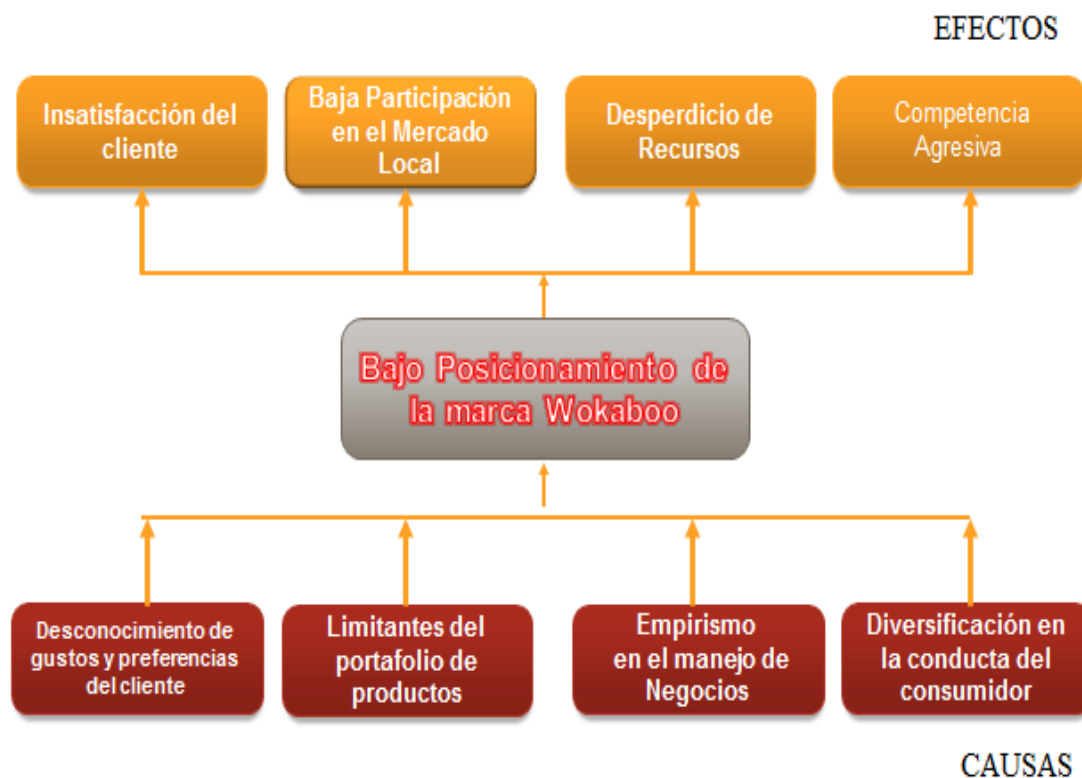 EFECTOS
Insatisfacción del
cliente
Baja Participación
en el Mercado
Local
Desperdicio de
Recursos
Competencia
Agresiva
Bajo Posicionamiento de
la marca Wokaboo
Desconocimiento de
gustos y preferencias
del cliente
Limitantes del
portafolio de
productos
Empirismo
en el manejo de
Negocios
Diversificación en
la conducta del
consumidor
CAUSAS